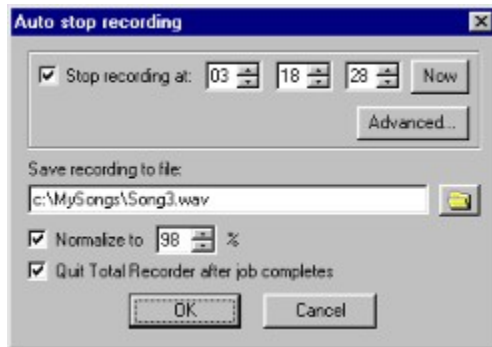 Auto stop recording
Stop recording at: 03 18 28 Now
Advanced...
Save recording to file:
c:\MySongs\Song3.wav
Normalize to 98 %
Quit Total Recorder after job completes
OK Cancel